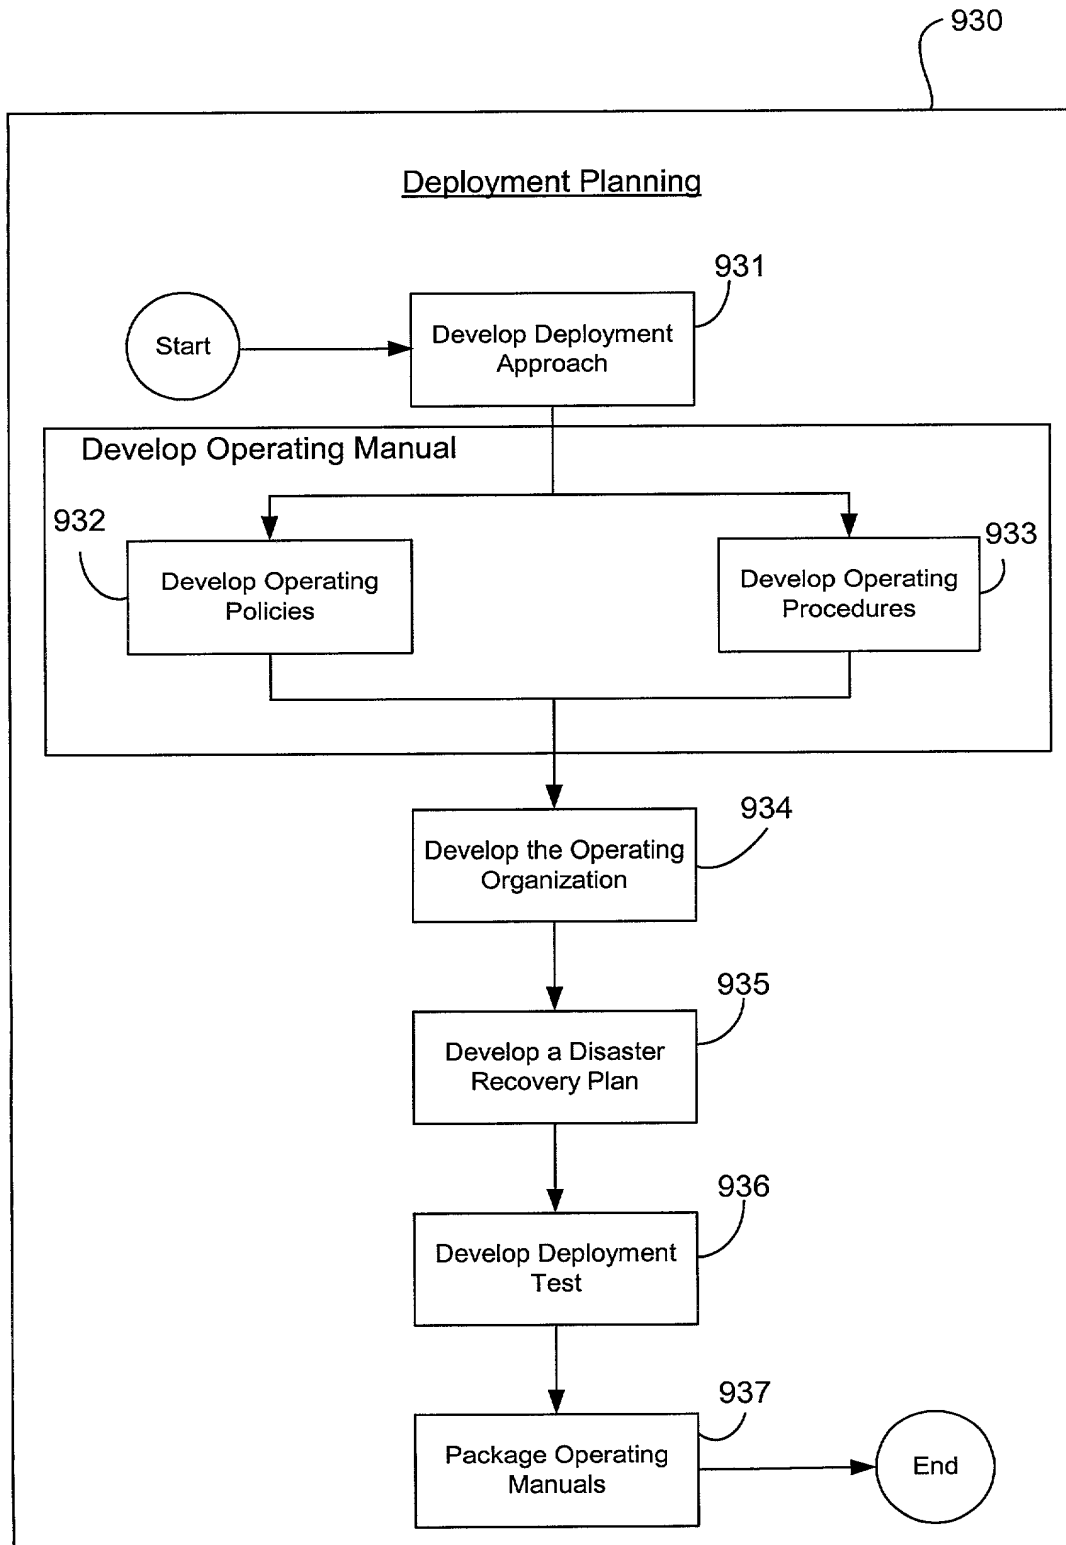 930
Deployment Planning
931
Start
Develop Deployment
Approach
Develop Operating Manual
932
933
Develop Operating
Policies
Develop Operating
Procedures
934
Develop the Operating
Organization
935
Develop a Disaster
Recovery Plan
936
Develop Deployment
Test
937
Package Operating
Manuals
End